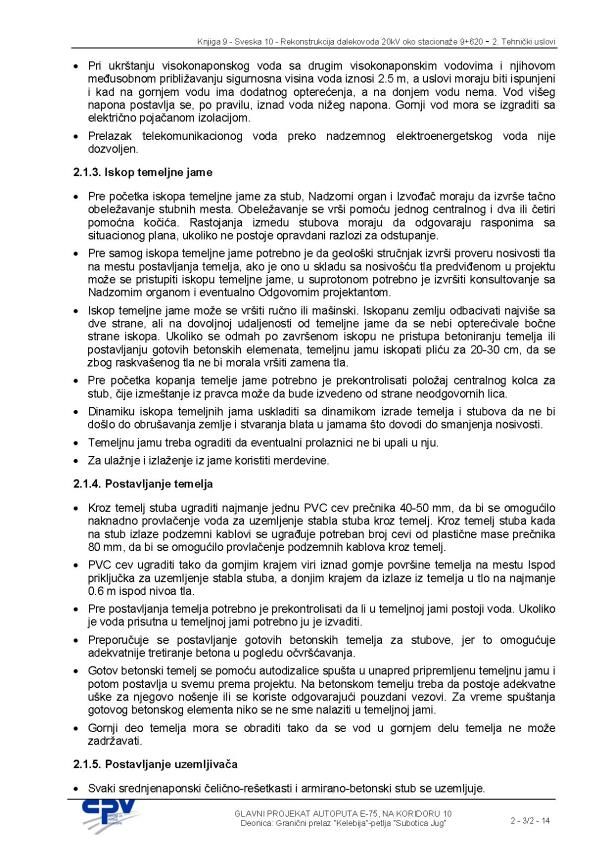 Knjiga 9 - Sveska 10 - Rekonstrukcija dalekovoda 20kV oko stacionaže 9+620 - 2. Tehnički uslovi
• Pri ukrštanju visokonaponskog voda sa drugim visokonaponskim vodovima i njihovom
međusobnom približavanju sigurnosna visina voda iznosi 2.5 m, a uslovi moraju biti ispunjeni
i kad na gornjem vodu ima dodatnog opterećenja, a na donjem vodu nema. Vod višeg
napona postavlja se, po pravilu, iznad voda nižeg napona. Gornji vod mora se izgraditi sa
električno pojačanom izolacijom.
• Prelazak telekomunikacionog voda preko nadzemnog elektroenergetskog voda nije
dozvoljen.
2.1.3. Iskop temeljne jame
• Pre početka iskopa temeljne jame za stub, Nadzorni organ i Izvođač moraju da izvrše tačno
obeležavanje stubnih mesta. Obeležavanje se vrši pomoću jednog centralnog i dva ili četiri
pomoćna kočića. Rastojanja izmedu stubova moraju da odgovaraju rasponima sa
situacionog plana, ukoliko ne postoje opravdani razlozi za odstupanje.
• Pre samog iskopa temeljne jame potrebno je da geološki stručnjak izvrši proveru nosivosti tla
na mestu postavljanja temelja, ako je ono u skladu sa nosivošću tla predviđenom u projektu
može se pristupiti iskopu temeljne jame, u suprotonom potrebno je izvršiti konsultovanje sa
Nadzornim organom i eventualno Odgovornim projektantom.
• Iskop temeljne jame može se vršiti ručno ili mašinski. Iskopanu zemlju odbacivati najviše sa
dve strane, ali na dovoljnoj udaljenosti od temeljne jame da se nebi opterećivale bočne
strane iskopa. Ukoliko se odmah po završenom iskopu ne pristupa betoniranju temelja ili
postavljanju gotovih betonskih elemenata, temeljnu jamu iskopati pliću za 20-30 cm, da se
zbog raskvašenog tla ne bi morala vršiti zamena tla.
• Pre početka kopanja temelje jame potrebno je prekontrolisati položaj centralnog kolca za
stub, čije izmeštanje iz pravca može da bude izvedeno od strane neodgovornih lica.
• Dinamiku iskopa temeljnih jama uskladiti sa dinamikom izrade temelja i stubova da ne bi
došlo do obrušavanja zemlje i stvaranja blata u jamama što dovodi do smanjenja nosivosti.
• Temeljnu jamu treba ograditi da eventualni prolaznici ne bi upali u nju.
• Za ulažnje i izlaženje iz jame koristiti merdevine.
2.1.4. Postavljanje temelja
• Kroz temelj stuba ugraditi najmanje jednu PVC cev prečnika 40-50 mm, da bi se omogućilo
naknadno provlačenje voda za uzemljenje stabla stuba kroz temelj. Kroz temelj stuba kada
na stub izlaze podzemni kablovi se ugrađuje potreban broj cevi od plastične mase prečnika
80 mm, da bi se omogućilo provlačenje podzemnih kablova kroz temelj.
• PVC cev ugraditi tako da gornjim krajem viri iznad gornje površine temelja na mestu Ispod
priključka za uzemljenje stabla stuba, a donjim krajem da izlaze iz temelja u tlo na najmanje
0.6 m ispod nivoa tla.
• Pre postavljanja temelja potrebno je prekontrolisati da li u temeljnoj jami postoji voda. Ukoliko
je voda prisutna u temeljnoj jami potrebno ju je izvaditi.
• Preporučuje se postavljanje gotovih betonskih temelja za stubove, jer to omogućuje
adekvatnije tretiranje betona u pogledu očvršćavanja.
• Gotov betonski temelj se pomoću autodizalice spušta u unapred pripremljenu temeljnu jamu i
potom postavlja u svemu prema projektu. Na betonskom temelju treba da postoje adekvatne
uške za njegovo nošenje ili se koriste odgovarajući pouzdani vezovi. Za vreme spuštanja
gotovog betonskog elementa niko se ne sme nalaziti u temeljnoj jami.
• Gornji deo temelja mora se obraditi tako da se vod u gornjem delu temelja ne može
zadržavati.
2.1.5. Postavljanje uzemljivača
• Svaki srednjenaponski čelično-rešetkasti i armirano-betonski stub se uzemljuje.
GLAVNI PROJEKAT AUTOPUTA E-75, NA KORIDORU 10
Deonica: Granični prelaz "Kelebija"-petlja "Subotica Jug"
2 - 3/2 - 14